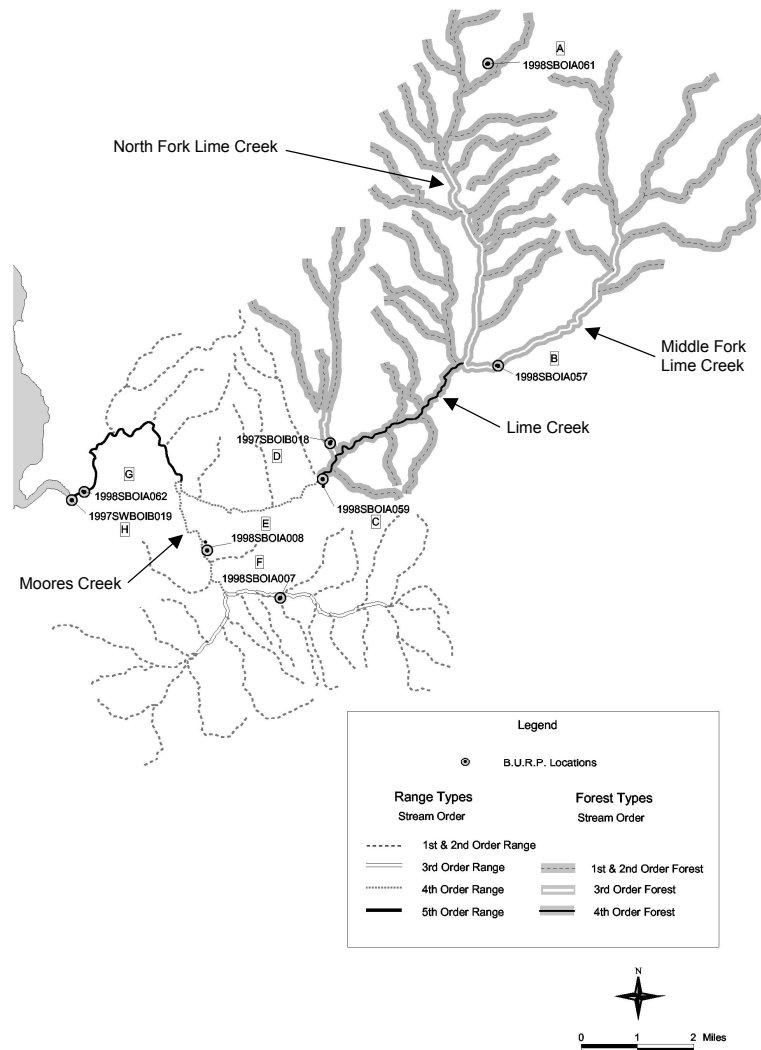 A
1998SBOIA061
North Fork Lime Creek
Middle Fork
Lime Creek
B
1998SBOIA057
Lime Creek
1997SBOIB018
D
G
1998SBOIA062
1997SWBOIB019
H
1998SBOIA059
C
E
1998SBOIA008
F
1998SBOIA007
Moores Creek
Legend
B.U.R.P. Locations
Range Types
Forest Types
Stream Order
Stream Order
1st & 2nd Order Range
3rd Order Range
1st & 2nd Order Forest
4th Order Range
3rd Order Forest
5th Order Range
4th Order Forest
N
0 1 2 Miles